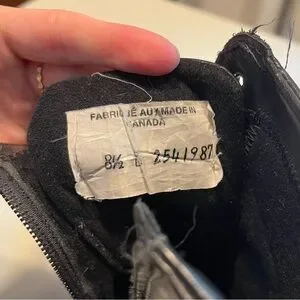 FABRIQUÉ AU/MADE IN
CANADA
8½ L 2541987